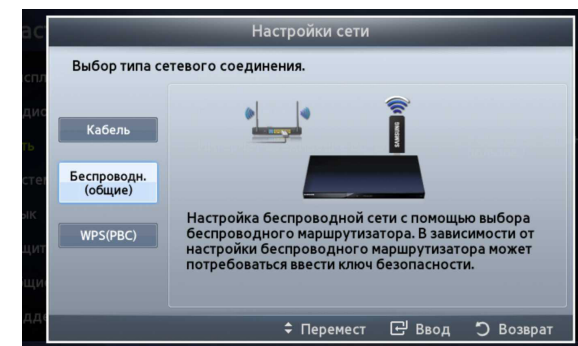 Настройки сети
Выбор типа сетевого соединения.
Кабель
Беспроводн.
(общие)
WPS(PBC)
SAMSUNG
Настройка беспроводной сети с помощью выбора
беспроводного маршрутизатора. В зависимости от
настройки беспроводного маршрутизатора может
потребоваться ввести ключ безопасности.
Перемест Ввод Возврат